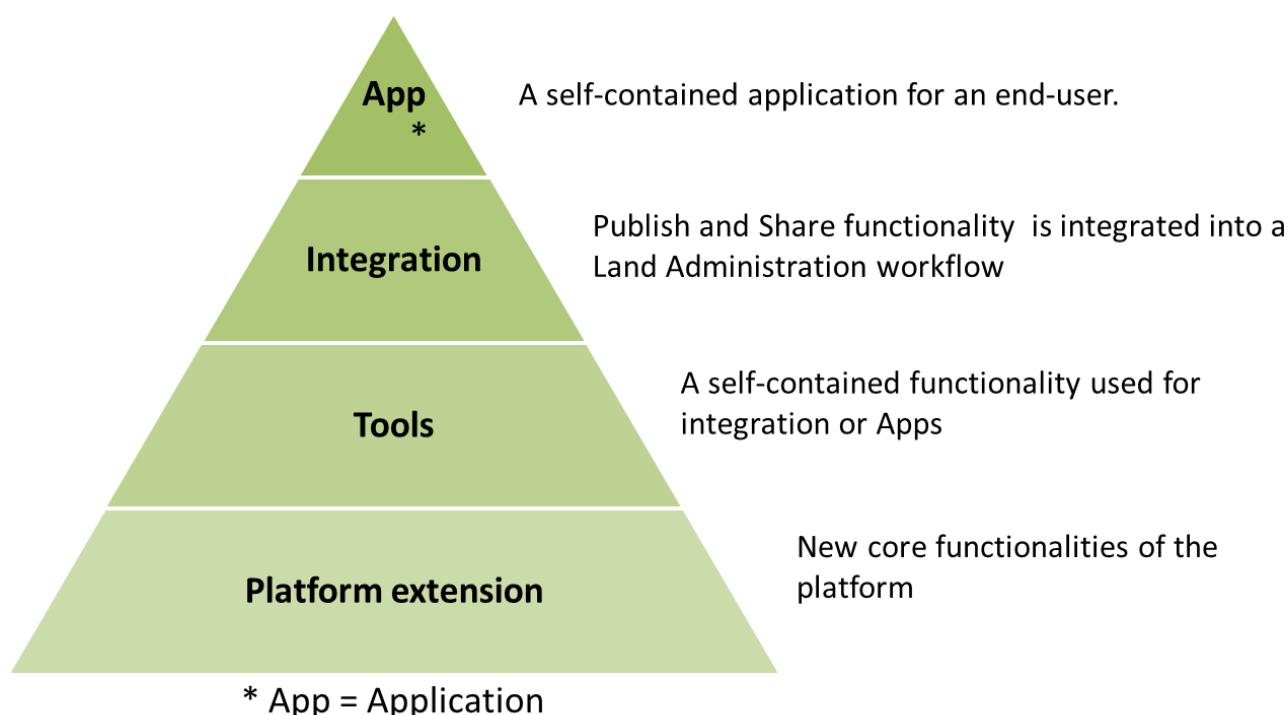 App
*
A self-contained application for an end-user.
Integration
Publish and Share functionality  is integrated into a
Land Administration workflow
Tools
A self-contained functionality used for
integration or Apps
Platform extension
New core functionalities of the
platform
* App = Application